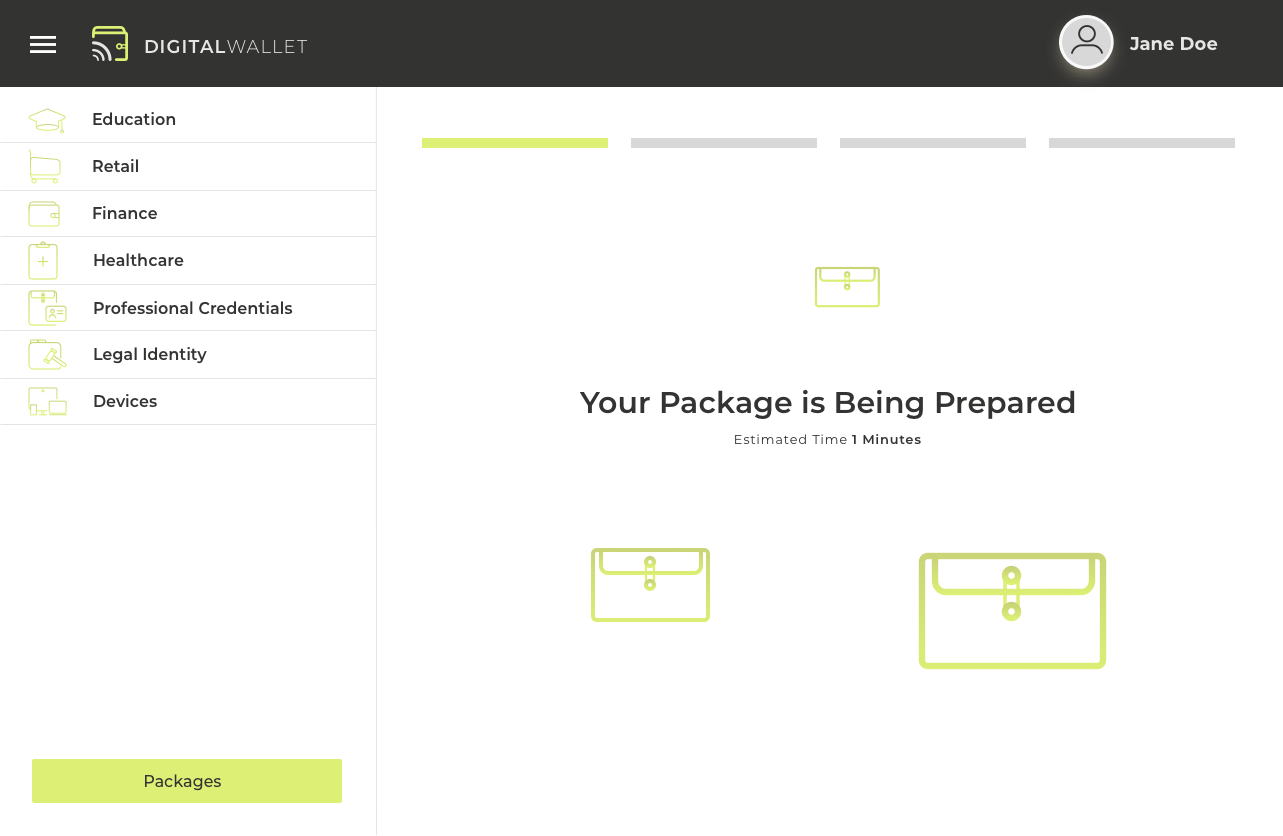 DIGITALWALLET
Jane Doe
Education
Retail
Finance
Healthcare
Professional Credentials
Legal Identity
Devices
Packages
Your Package is Being Prepared
Estimated Time 1 Minutes